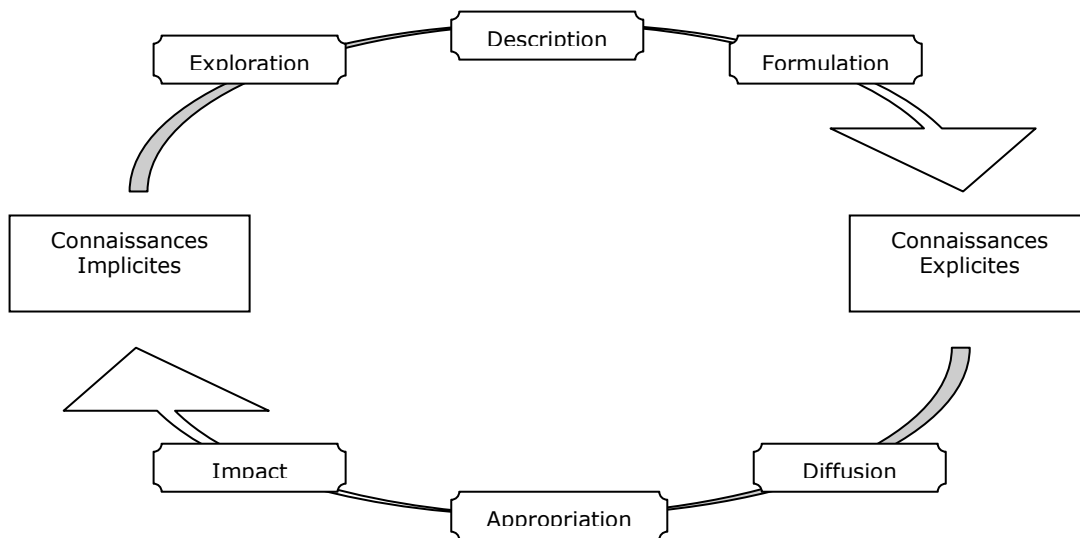 Description
Exploration
Formulation
Connaissances
Implicites
Connaissances
Explicites
Impact
Diffusion
Appropriation